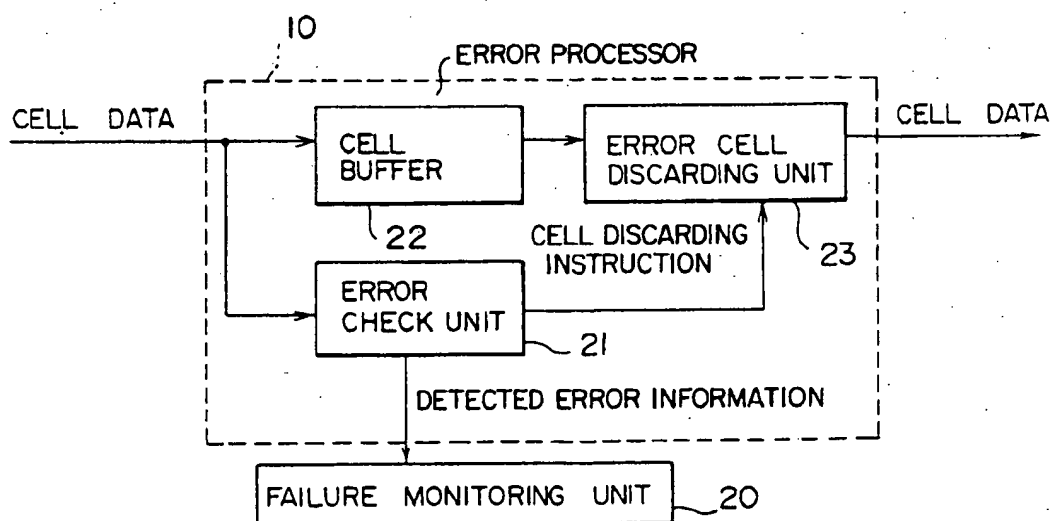 10
ERROR PROCESSOR
CELL DATA
CELL DATA
CELL
BUFFER
22
ERROR CELL
DISCARDING UNIT
23
CELL DISCARDING
INSTRUCTION
ERROR
CHECK UNIT
21
DETECTED ERROR INFORMATION
FAILURE MONITORING UNIT
20